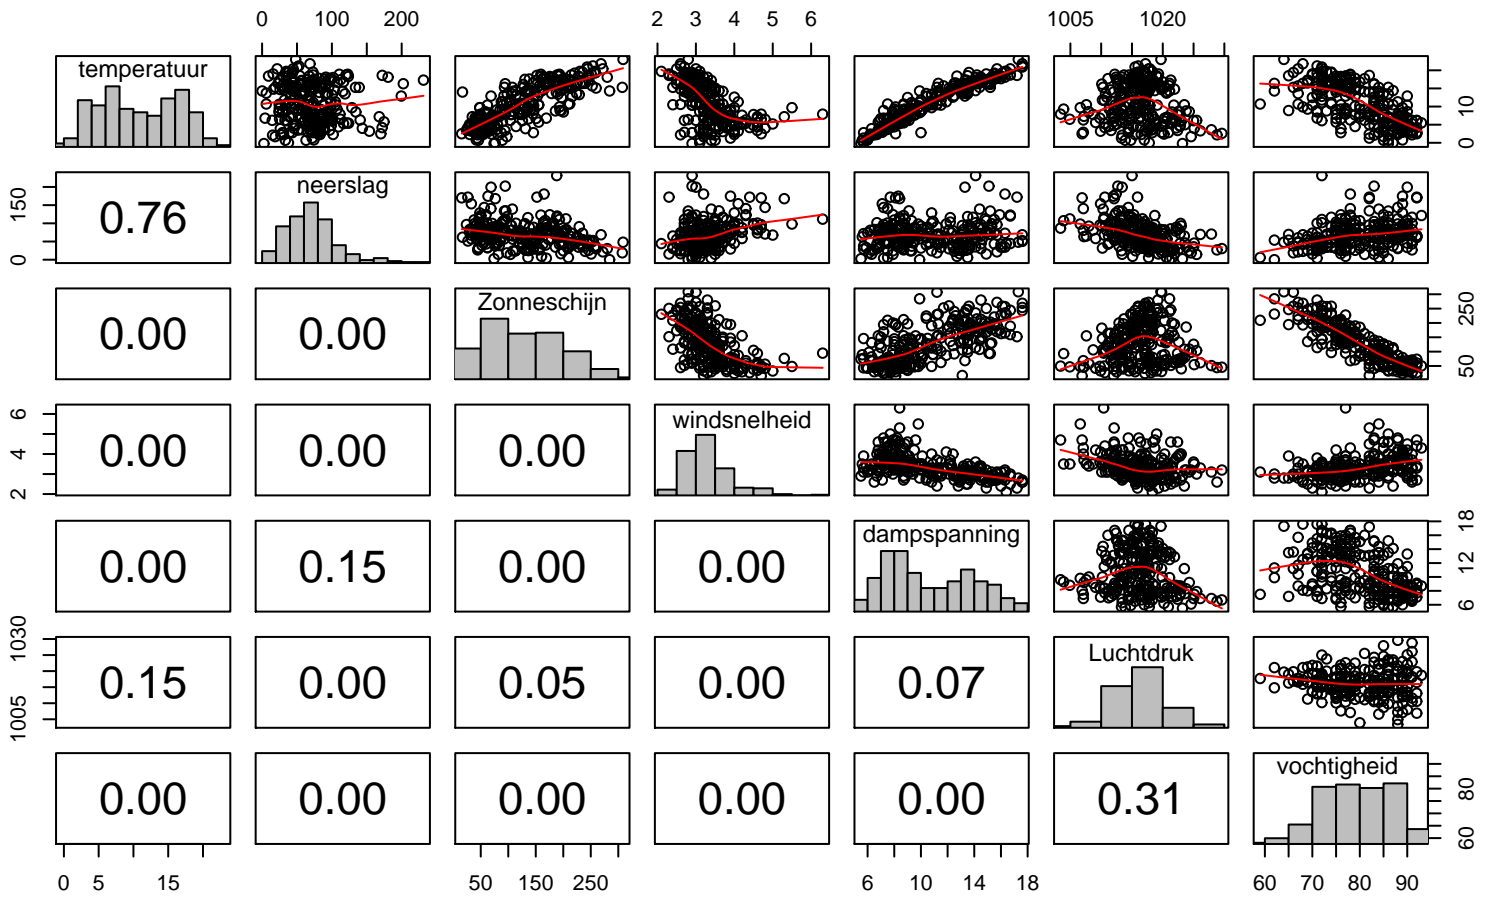 0 100 200 2 3 4 5 6 1005 1020
temperatuur
0 10
0 150
0.76
neerslag
0.00 0.00
Zonneschijn
50 250
2 4 6
0.00 0.00 0.00
windsnelheid
0.00 0.15 0.00 0.00
dampspanning
6 12 18
1005 1030
0.15 0.00 0.05 0.00 0.07
Luchtdruk
0.00 0.00 0.00 0.00 0.00 0.31
vochtigheid
60 80
0 5 15 50 150 250 6 10 14 18 60 70 80 90